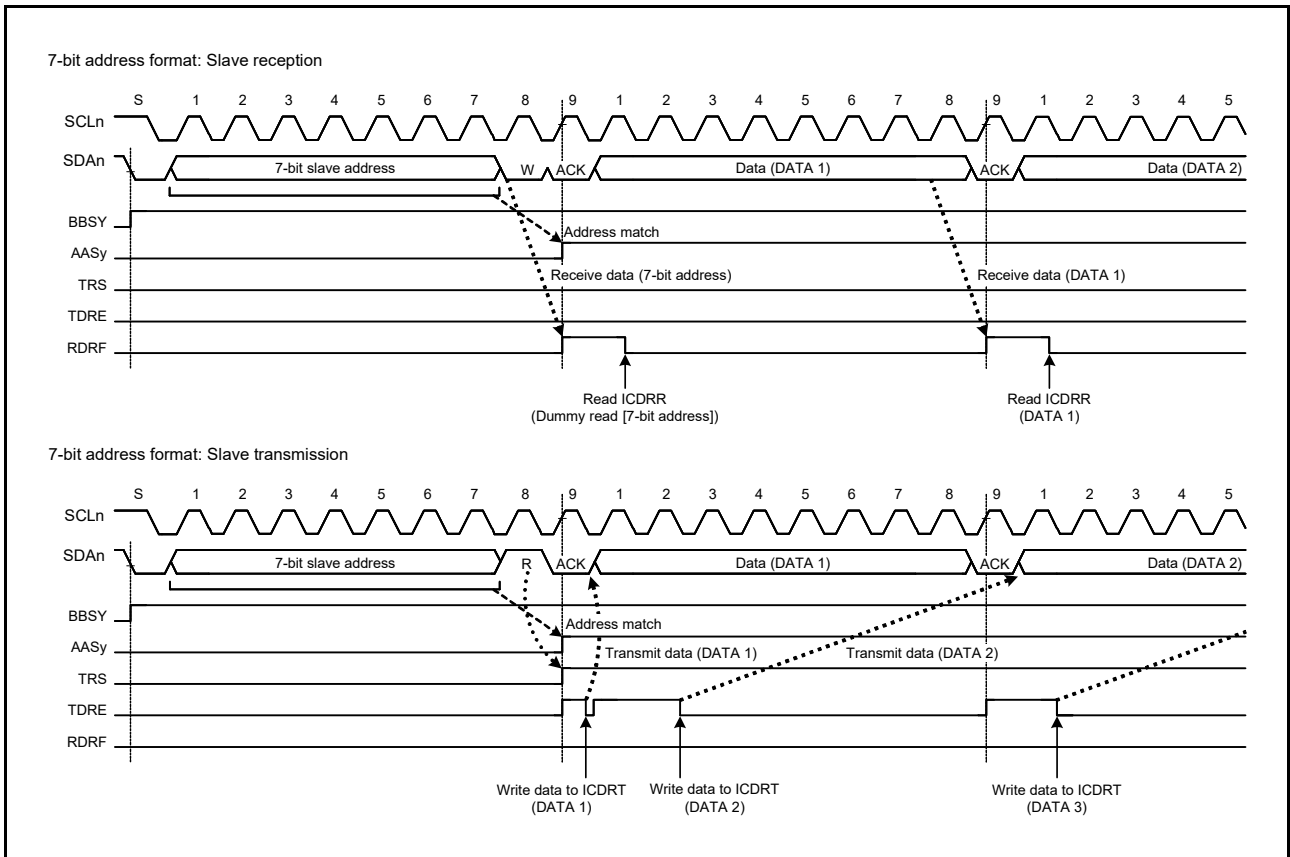 7-bit address format: Slave reception
S 1 2 3 4 5 6 7 8 9 1 2 3 4 5 6 7 8 9 1 2 3 4 5
SCLn
SDAn 7-bit slave address W ACK Data (DATA 1) ACK Data (DATA 2)
BBSY
Address match
AASy
Receive data (7-bit address) Receive data (DATA 1)
TRS
TDRE
RDRF
Read ICDRR Read ICDRR
(Dummy read [7-bit address]) (DATA 1)
7-bit address format: Slave transmission
S 1 2 3 4 5 6 7 8 9 1 2 3 4 5 6 7 8 9 1 2 3 4 5
SCLn
SDAn 7-bit slave address R ACK Data (DATA 1) ACK Data (DATA 2)
BBSY
Address match
AASy
Transmit data (DATA 1) Transmit data (DATA 2)
TRS
TDRE
RDRF
Write data to ICDRT Write data to ICDRT Write data to ICDRT
(DATA 1) (DATA 2) (DATA 3)